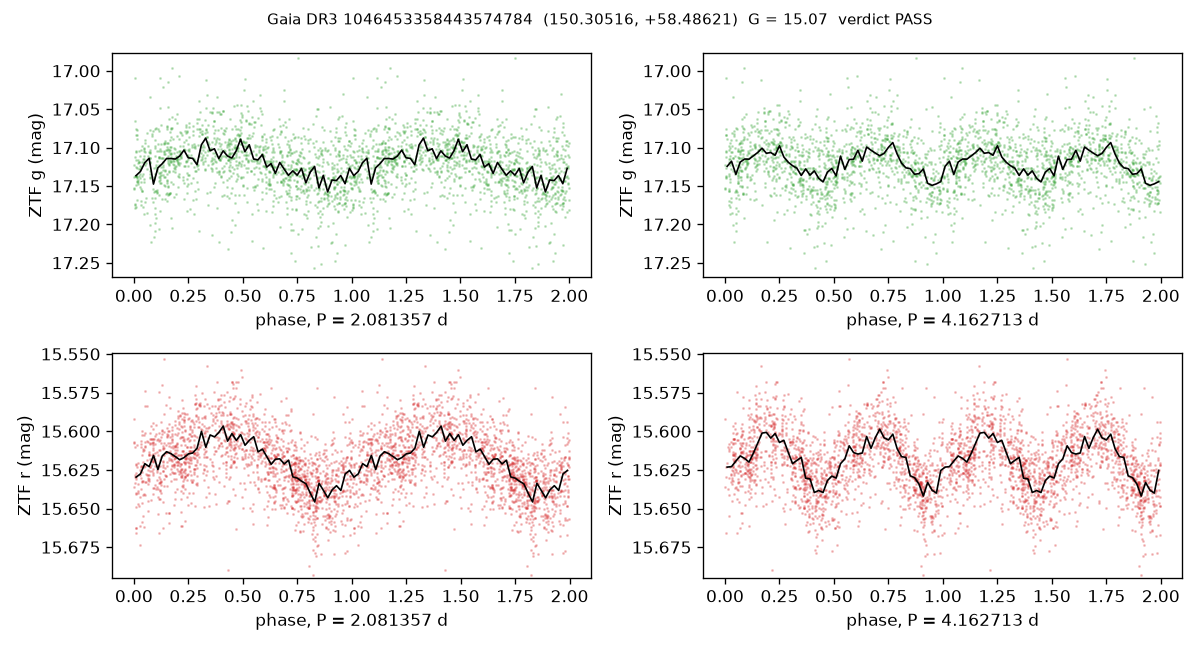 Gaia DR3 1046453358443574784 (150.30516, +58.48621) G = 15.07 verdict PASS
ZTF g (mag)
17.00
17.05
17.10
17.15
17.20
17.25
0.00 0.25 0.50 0.75 1.00 1.25 1.50 1.75 2.00
phase, P = 2.081357 d
ZTF g (mag)
17.00
17.05
17.10
17.15
17.20
17.25
0.00 0.25 0.50 0.75 1.00 1.25 1.50 1.75 2.00
phase, P = 4.162713 d
ZTF r (mag)
15.550
15.575
15.600
15.625
15.650
15.675
0.00 0.25 0.50 0.75 1.00 1.25 1.50 1.75 2.00
phase, P = 2.081357 d
ZTF r (mag)
15.550
15.575
15.600
15.625
15.650
15.675
0.00 0.25 0.50 0.75 1.00 1.25 1.50 1.75 2.00
phase, P = 4.162713 d